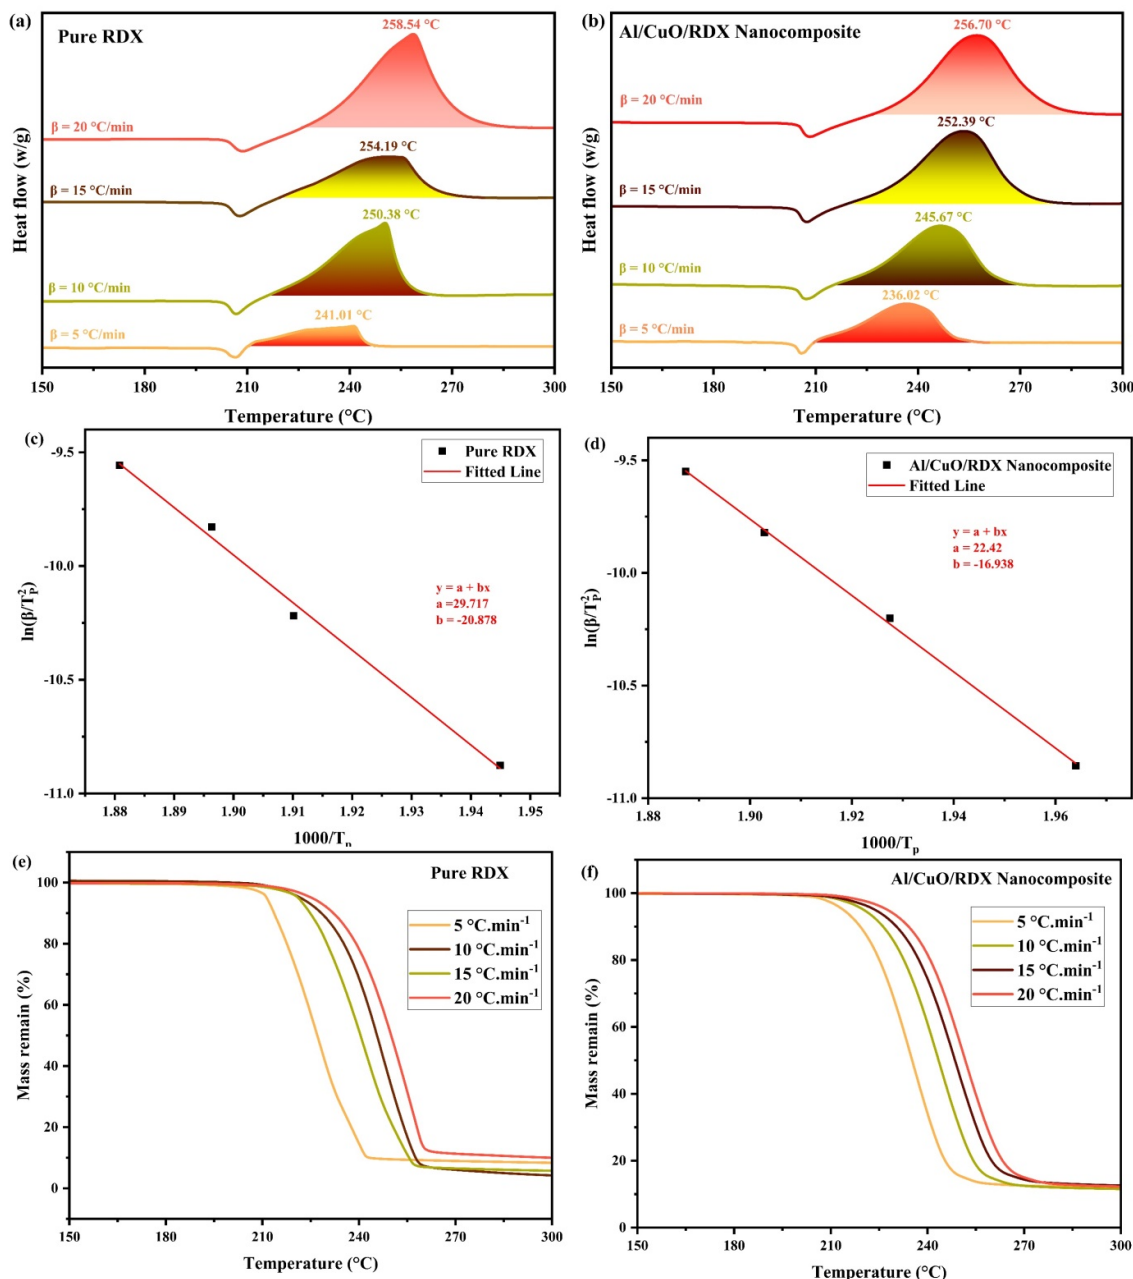 (a)
Pure RDX
258.54 °C
β = 20 °C/min
254.19 °C
β = 15 °C/min
250.38 °C
β = 10 °C/min
241.01 °C
β = 5 °C/min
Heat flow (w/g)
150 180 210 240 270 300
Temperature (°C)
(b)
Al/CuO/RDX Nanocomposite
256.70 °C
β = 20 °C/min
252.39 °C
β = 15 °C/min
245.67 °C
β = 10 °C/min
236.02 °C
β = 5 °C/min
Heat flow (w/g)
150 180 210 240 270 300
Temperature (°C)
(c)
Pure RDX
Fitted Line
y = a + bx
a =29.717
b = -20.878
ln(β/T_p^2)
-9.5
-10.0
-10.5
-11.0
1.88 1.89 1.90 1.91 1.92 1.93 1.94 1.95
1000/T_p
(d)
Al/CuO/RDX Nanocomposite
Fitted Line
y = a + bx
a = 22.42
b = -16.938
ln(β/T_p^2)
-9.5
-10.0
-10.5
-11.0
1.88 1.90 1.92 1.94 1.96
1000/T_p
(e)
Pure RDX
5 °C.min⁻¹
10 °C.min⁻¹
15 °C.min⁻¹
20 °C.min⁻¹
Mass remain (%)
100
80
60
40
20
0
150 180 210 240 270 300
Temperature (°C)
(f)
Al/CuO/RDX Nanocomposite
5 °C.min⁻¹
10 °C.min⁻¹
15 °C.min⁻¹
20 °C.min⁻¹
Mass remain (%)
100
80
60
40
20
0
150 180 210 240 270 300
Temperature (°C)